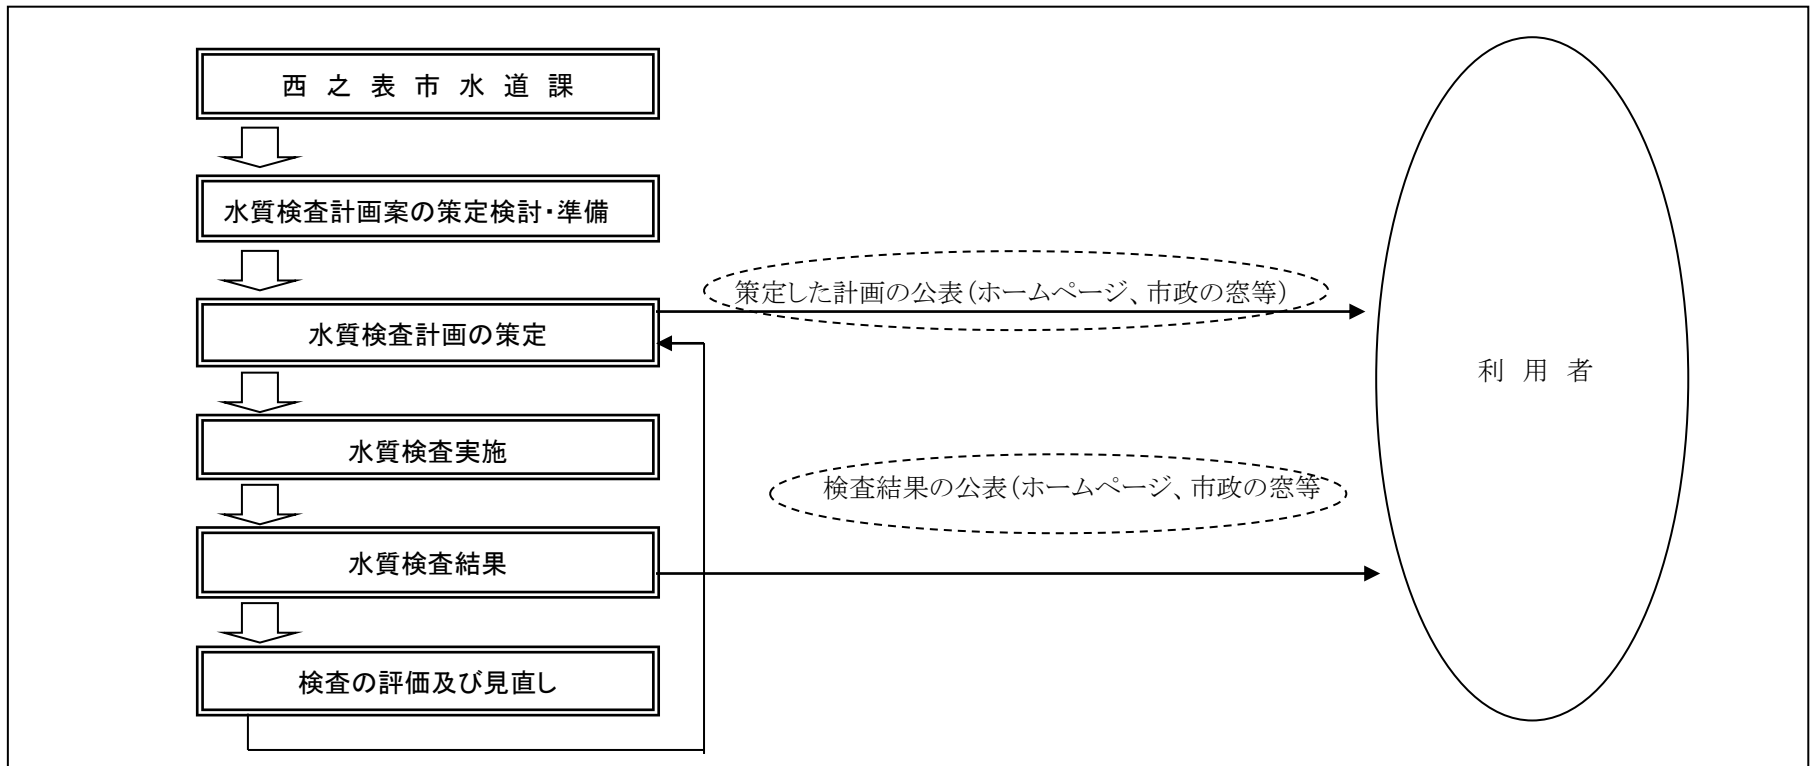 西之表市水道課
水質検査計画案の策定検討・準備
策定した計画の公表（ホームページ、市政の窓等）
水質検査計画の策定
利用者
水質検査実施
検査結果の公表（ホームページ、市政の窓等
水質検査結果
検査の評価及び見直し